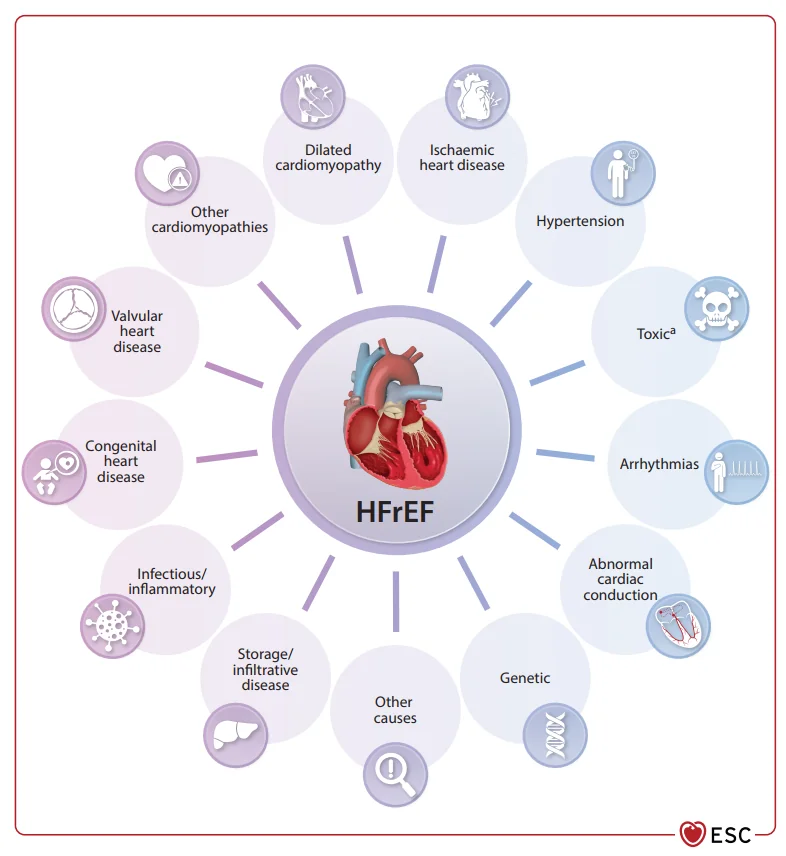 Dilated
cardiomyopathy
Ischaemic
heart disease
Hypertension
Toxicᵃ
Arrhythmias
Abnormal
cardiac
conduction
Genetic
Other
causes
Storage/
infiltrative
disease
Infectious/
inflammatory
Congenital
heart
disease
Valvular
heart
disease
Other
cardiomyopathies
HFrEF
ESC